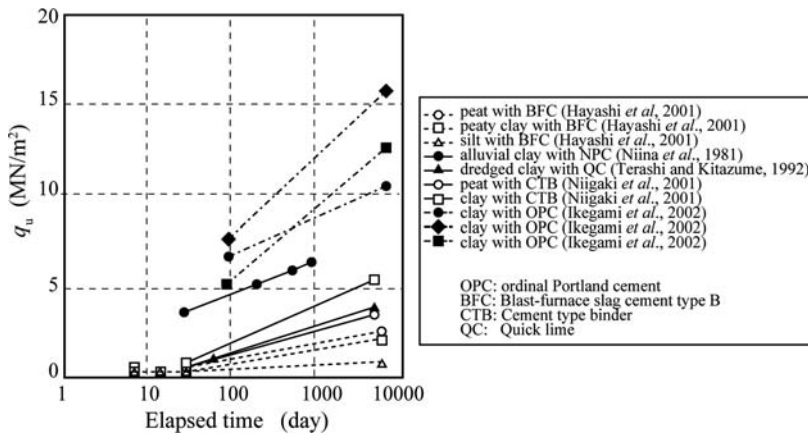 20
15
10
5
0
1
10
100
1000
10000
q_u (MN/m²)
Elapsed time (day)
peat with BFC (Hayashi et al, 2001)
peaty clay with BFC (Hayashi et al., 2001)
silt with BFC (Hayashi et al., 2001)
alluvial clay with NPC (Niina et al., 1981)
dredged clay with QC (Terashi and Kitazume, 1992)
peat with CTB (Niigaki et al., 2001)
clay with CTB (Niigaki et al., 2001)
clay with OPC (Ikegami et al., 2002)
clay with OPC (Ikegami et al., 2002)
clay with OPC (Ikegami et al., 2002)
OPC: ordinal Portland cement
BFC: Blast-furnace slag cement type B
CTB: Cement type binder
QC: Quick lime